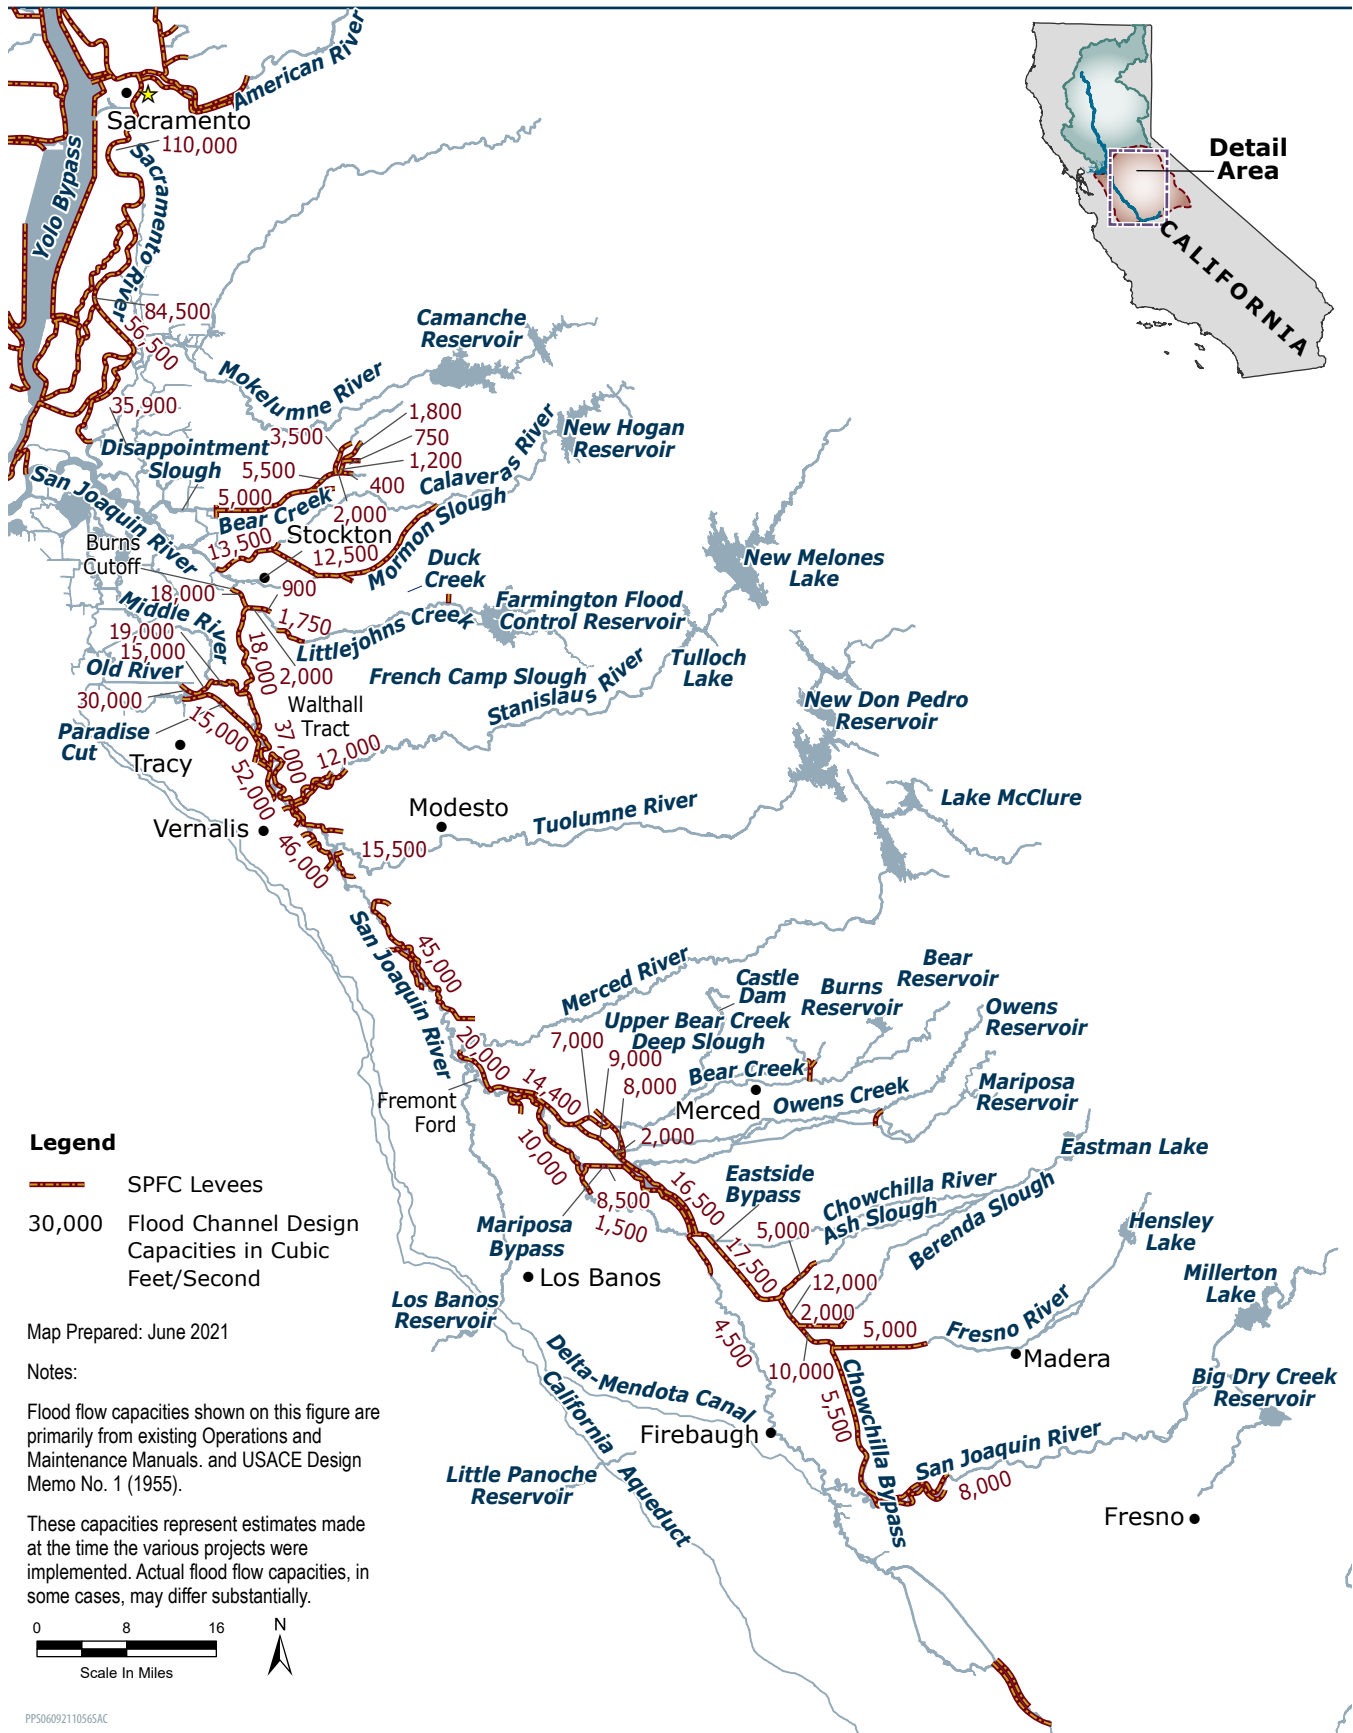 American River
Sacramento
110,000
Yolo Bypass
Sacramento River
Detail
Area
CALIFORNIA
84,500
56,500
Camanche
Reservoir
Mokelumne River
35,900
3,500
1,800
750
1,200
400
Disappointment
Slough
5,500
5,000
2,000
Bear Creek
Calaveras River
New Hogan
Reservoir
San Joaquin River
Stockton
Mormon Slough
Burns
Cutoff
13,500
12,500
Duck
Creek
New Melones
Lake
18,000
900
1,750
Middle River
Littlejohns Creek
Farmington Flood
Control Reservoir
19,000
15,000
18,000
2,000
Old River
French Camp Slough
Tulloch
Lake
30,000
Walthall
Tract
Stanislaus River
New Don Pedro
Reservoir
Paradise
Cut
15,000
37,000
12,000
Tracy
52,000
Modesto
Tuolumne River
Lake McClure
Vernalis
46,000
15,500
San Joaquin River
45,000
Merced River
Castle
Dam
Burns
Reservoir
Bear
Reservoir
Owens
Reservoir
Upper Bear Creek
Deep Slough
20,000
7,000
9,000
14,400
8,000
Bear Creek
Merced
Owens Creek
Mariposa
Reservoir
Fremont
Ford
10,000
2,000
Eastman Lake
Legend
SPFC Levees
30,000 Flood Channel Design
Capacities in Cubic
Feet/Second
8,500
1,500
16,500
Eastside
Bypass
Chowchilla River
Ash Slough
Berenda Slough
Mariposa
Bypass
5,000
17,500
Hensley
Lake
Los Banos
12,000
2,000
Millerton
Lake
Los Banos
Reservoir
4,500
5,000
Fresno River
Madera
Map Prepared: June 2021
10,000
Notes:
Delta-Mendota Canal
California Aqueduct
5,500
Chowchilla Bypass
Big Dry Creek
Reservoir
Flood flow capacities shown on this figure are
primarily from existing Operations and
Maintenance Manuals. and USACE Design
Memo No. 1 (1955).
Firebaugh
San Joaquin River
8,000
Little Panoche
Reservoir
Fresno
These capacities represent estimates made
at the time the various projects were
implemented. Actual flood flow capacities, in
some cases, may differ substantially.
0 8 16
Scale In Miles
N
PPS0609211056SAC